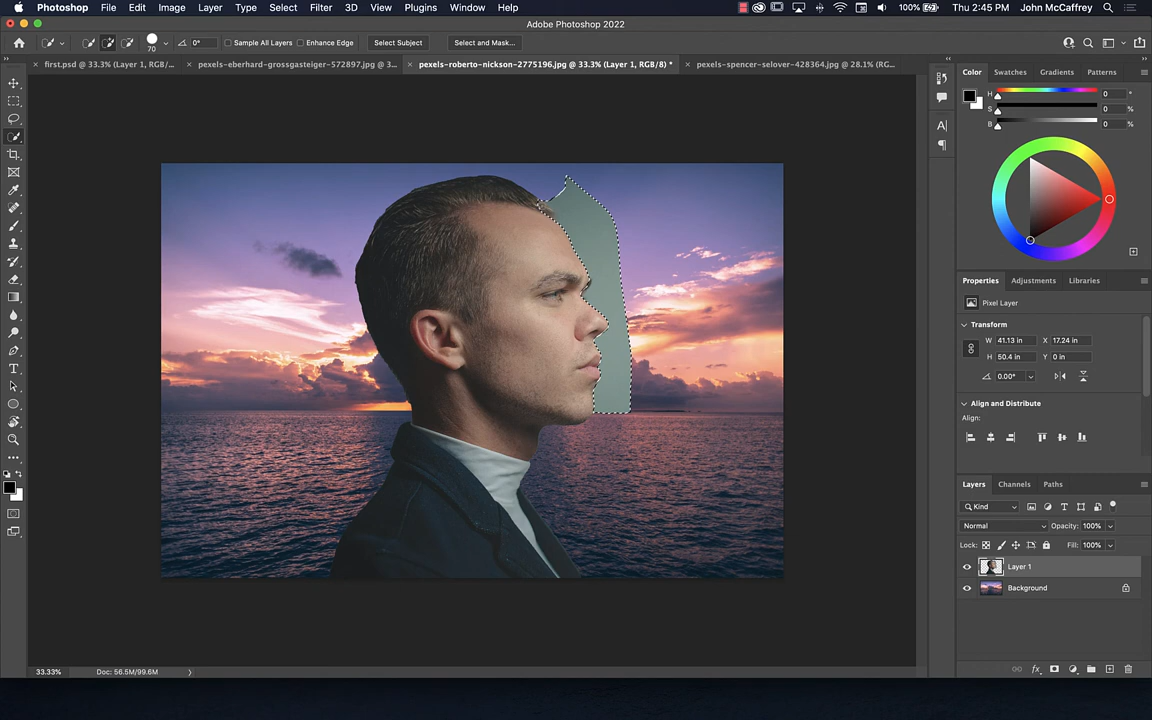 Photoshop File Edit Image Layer Type Select Filter 3D View Plugins Window Help 100% Thu 2:45 PM John McCaffrey
Adobe Photoshop 2022
70 0° Sample All Layers Enhance Edge Select Subject Select and Mask...
first.psd @ 33.3% (Layer 1, RGB/... pexels-eberhard-grossgasteiger-572897.jpg @ 3... pexels-roberto-nickson-2775196.jpg @ 33.3% (Layer 1, RGB/8) * pexels-spencer-selover-428364.jpg @ 28.1% (RG...
Color Swatches Gradients Patterns
H 0 °
S 0 %
B 0 %
Properties Adjustments Libraries
Pixel Layer
Transform
W 41.13 in X 17.24 in
H 50.4 in Y 0 in
0.00°
Align and Distribute
Align:
Layers Channels Paths
Kind
Normal Opacity: 100%
Lock: Fill: 100%
Layer 1
Background
33.33% Doc: 56.5M/99.6M